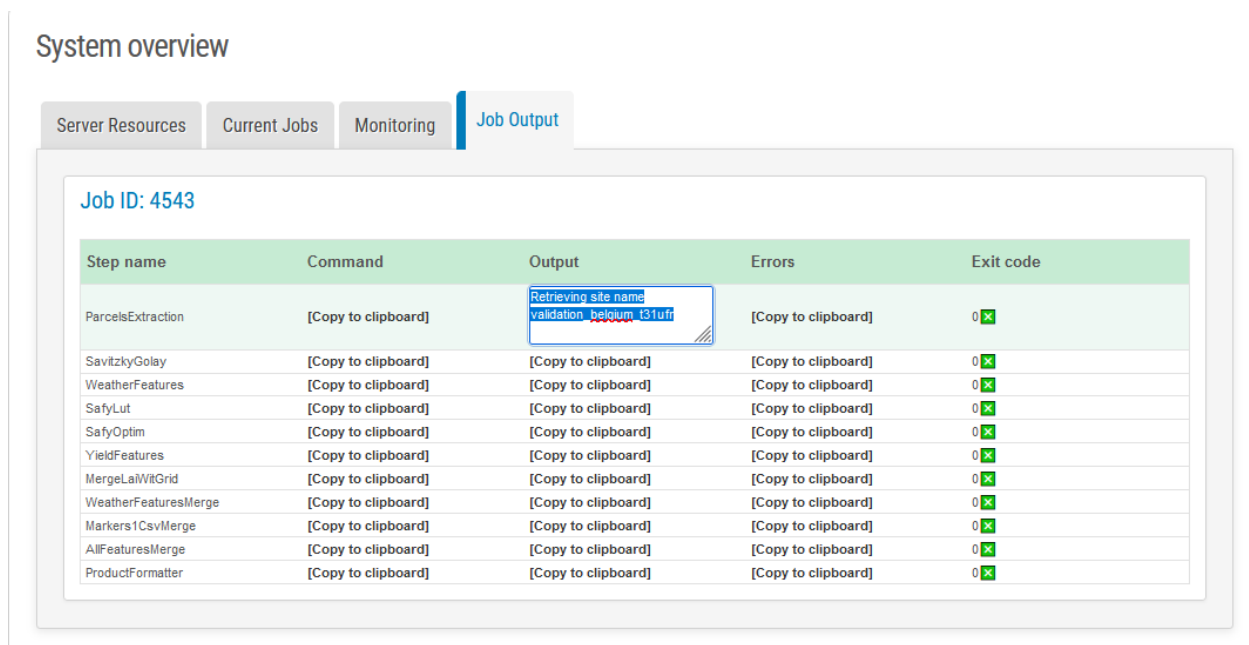 System overview
Server Resources Current Jobs Monitoring Job Output
Job ID: 4543
Step name Command Output Errors Exit code
ParcelsExtraction [Copy to clipboard] Retrieving site name [Copy to clipboard] 0
validation_belgium_t31ufr
SavitzkyGolay [Copy to clipboard] [Copy to clipboard] [Copy to clipboard] 0
WeatherFeatures [Copy to clipboard] [Copy to clipboard] [Copy to clipboard] 0
SafyLut [Copy to clipboard] [Copy to clipboard] [Copy to clipboard] 0
SafyOptim [Copy to clipboard] [Copy to clipboard] [Copy to clipboard] 0
YieldFeatures [Copy to clipboard] [Copy to clipboard] [Copy to clipboard] 0
MergeLaiWitGrid [Copy to clipboard] [Copy to clipboard] [Copy to clipboard] 0
WeatherFeaturesMerge [Copy to clipboard] [Copy to clipboard] [Copy to clipboard] 0
Markers1CsvMerge [Copy to clipboard] [Copy to clipboard] [Copy to clipboard] 0
AllFeaturesMerge [Copy to clipboard] [Copy to clipboard] [Copy to clipboard] 0
ProductFormatter [Copy to clipboard] [Copy to clipboard] [Copy to clipboard] 0